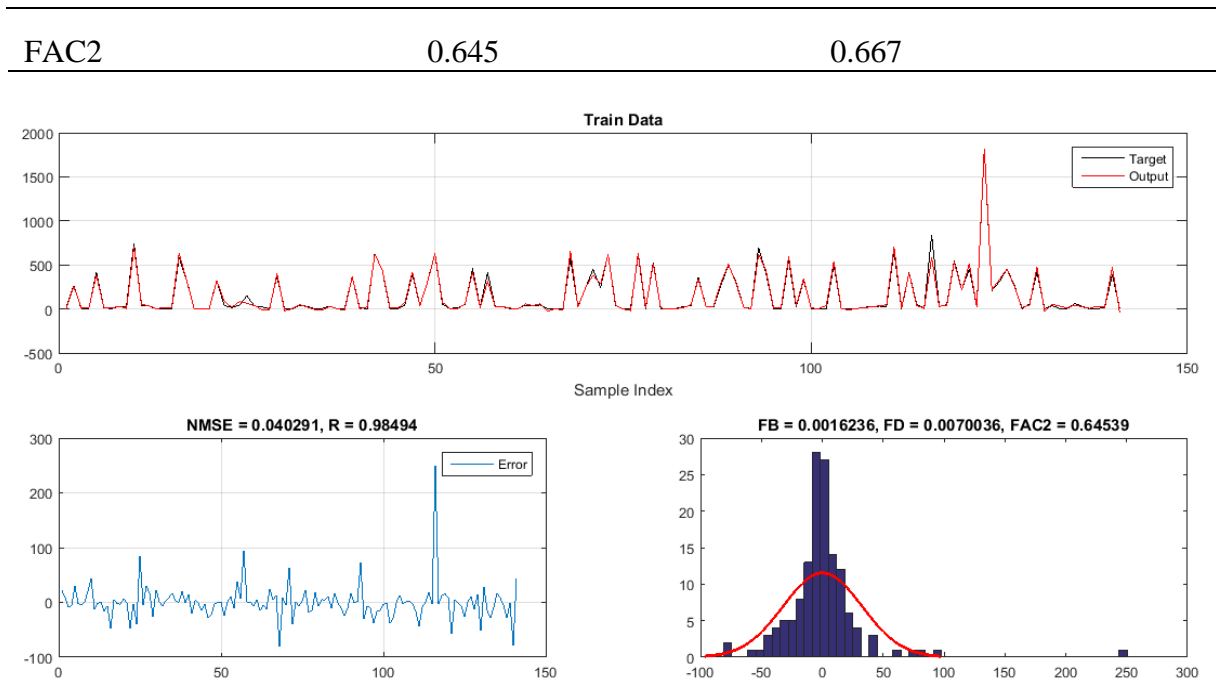 FAC2 0.645 0.667
Train Data
2000
1500
1000
500
0
-500
Target
Output
0 50 100 150
Sample Index
NMSE = 0.040291, R = 0.98494
300
200
100
0
-100
Error
0 50 100 150
FB = 0.0016236, FD = 0.0070036, FAC2 = 0.64539
30
25
20
15
10
5
0
-100 -50 0 50 100 150 200 250 300